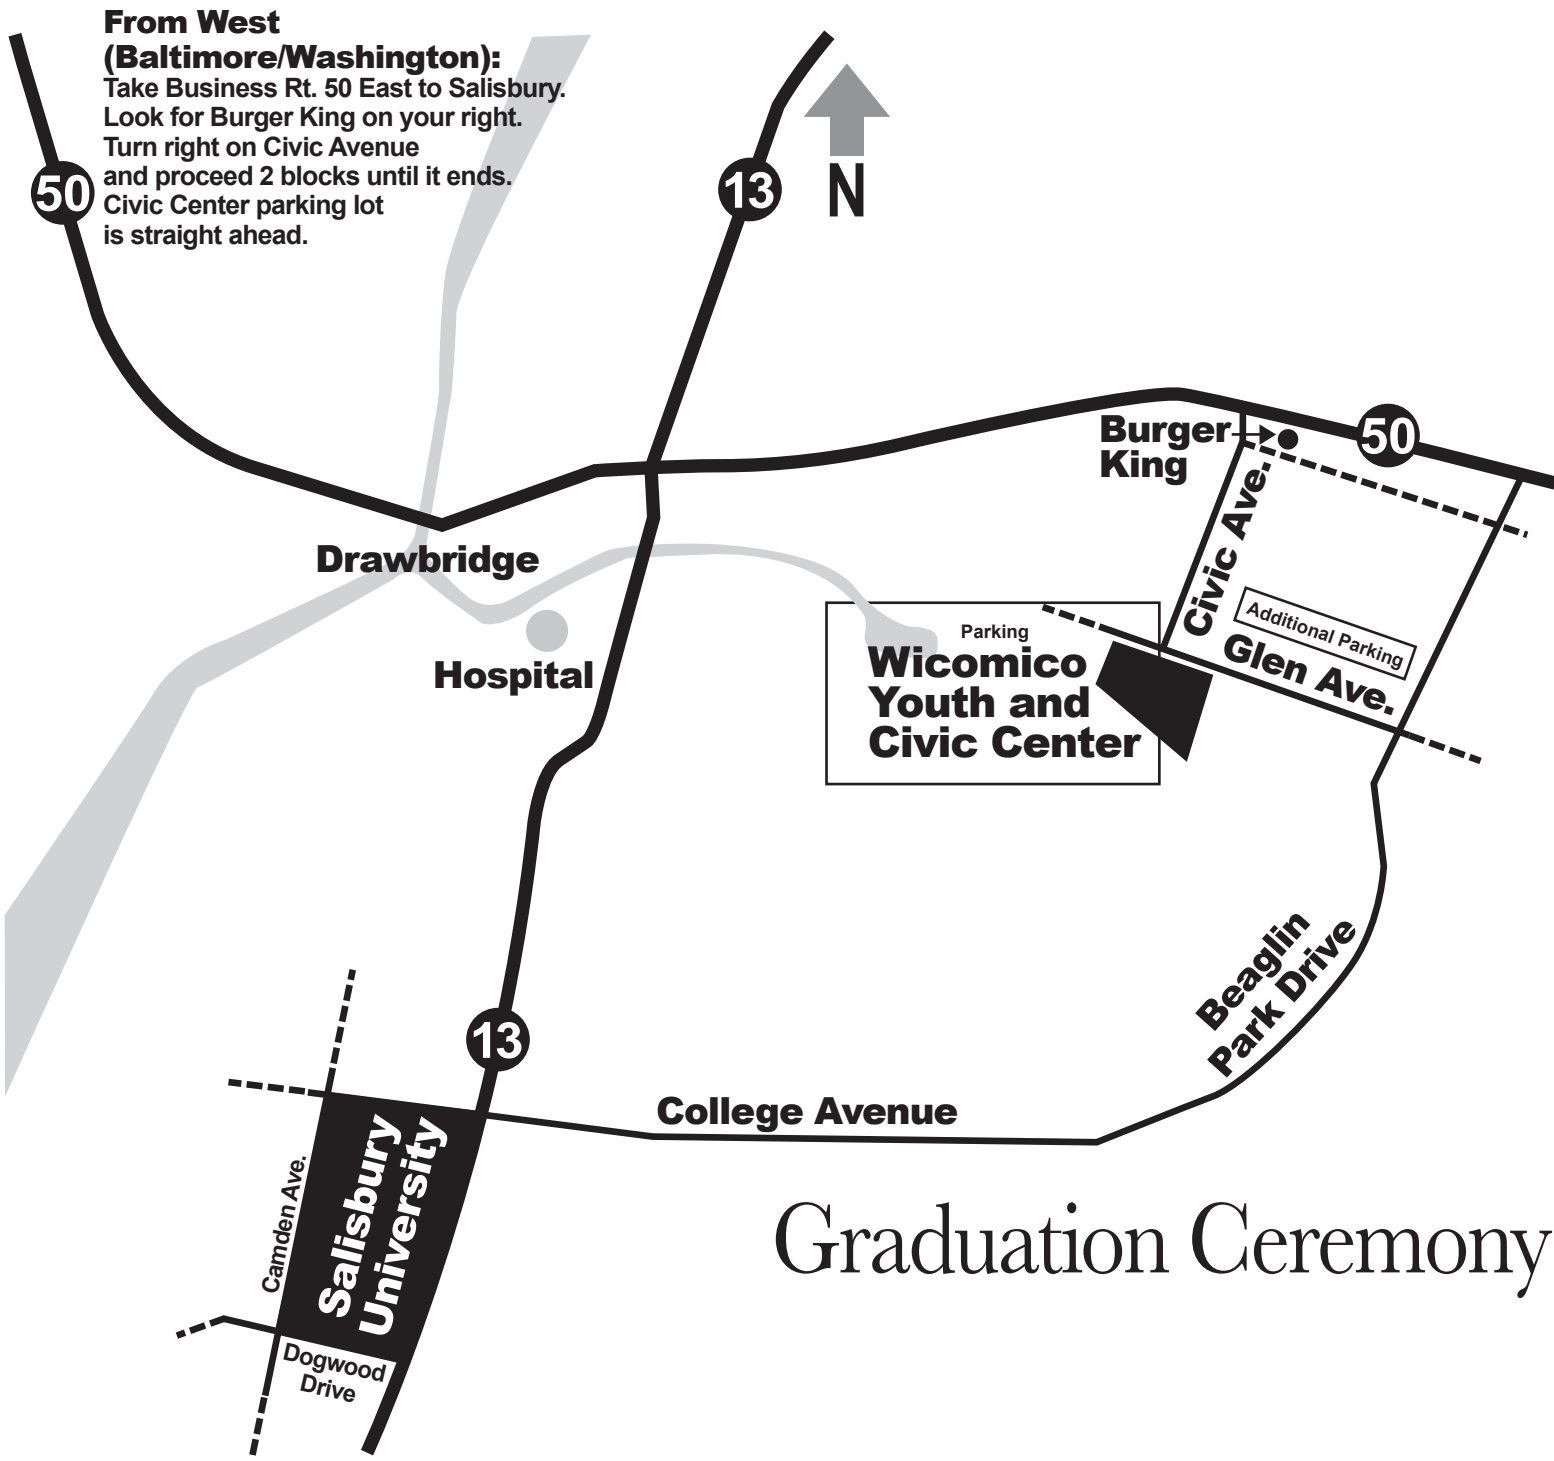 From West
(Baltimore/Washington):
Take Business Rt. 50 East to Salisbury.
Look for Burger King on your right.
Turn right on Civic Avenue
and proceed 2 blocks until it ends.
Civic Center parking lot
is straight ahead.
50
13
N
Burger
King
50
Civic Ave.
Drawbridge
Additional Parking
Glen Ave.
Hospital
Parking
Wicomico
Youth and
Civic Center
Beaglin
Park Drive
13
College Avenue
Salisbury
University
Camden Ave.
Dogwood
Drive
Graduation Ceremony